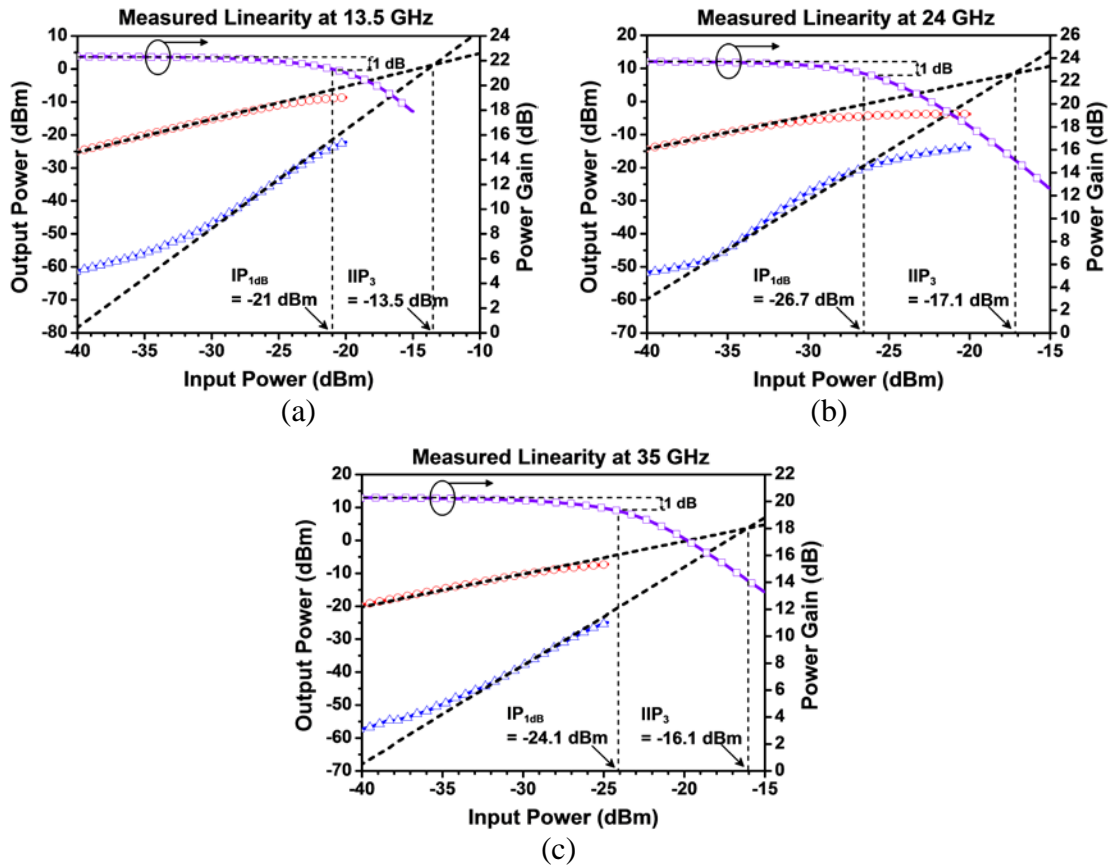 Measured Linearity at 13.5 GHz
Output Power (dBm)
10
0
-10
-20
-30
-40
-50
-60
-70
-80
1 dB
IP1dB
= -21 dBm
IIP3
= -13.5 dBm
24
22
20
18
16
14
12
10
8
6
4
2
0
Power Gain (dB)
-40 -35 -30 -25 -20 -15 -10
Input Power (dBm)
(a)
Measured Linearity at 24 GHz
Output Power (dBm)
20
10
0
-10
-20
-30
-40
-50
-60
-70
1 dB
IP1dB
= -26.7 dBm
IIP3
= -17.1 dBm
26
24
22
20
18
16
14
12
10
8
6
4
2
0
Power Gain (dB)
-40 -35 -30 -25 -20 -15
Input Power (dBm)
(b)
Measured Linearity at 35 GHz
Output Power (dBm)
20
10
0
-10
-20
-30
-40
-50
-60
-70
1 dB
IP1dB
= -24.1 dBm
IIP3
= -16.1 dBm
22
20
18
16
14
12
10
8
6
4
2
0
Power Gain (dB)
-40 -35 -30 -25 -20 -15
Input Power (dBm)
(c)